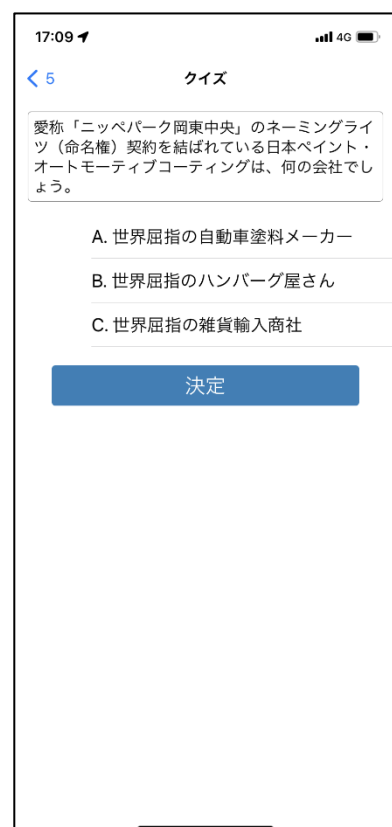 17:09
4G
5
クイズ
愛称「ニッペパーク岡東中央」のネーミングライ
ツ（命名権）契約を結ばれている日本ペイント・
オートモーティブコーティングは、何の会社でし
ょう。
A. 世界屈指の自動車塗料メーカー
B. 世界屈指のハンバーグ屋さん
C. 世界屈指の雑貨輸入商社
決定